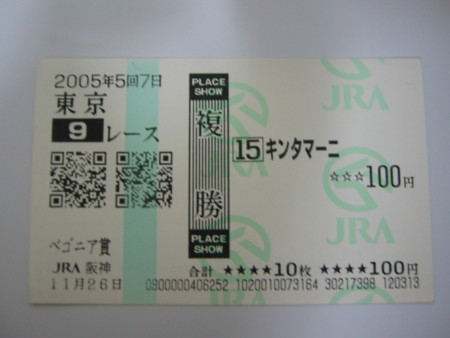 2005年5回7日
東京
9 レース
ベゴニア賞
JRA 阪神
11月26日
PLACE
SHOW
複
勝
PLACE
SHOW
15 キンタマーニ
☆☆☆100円
JRA
JRA
合計 ★★★★10枚 ★★★★100円
0900000406252 1020010073164 30217398 120313